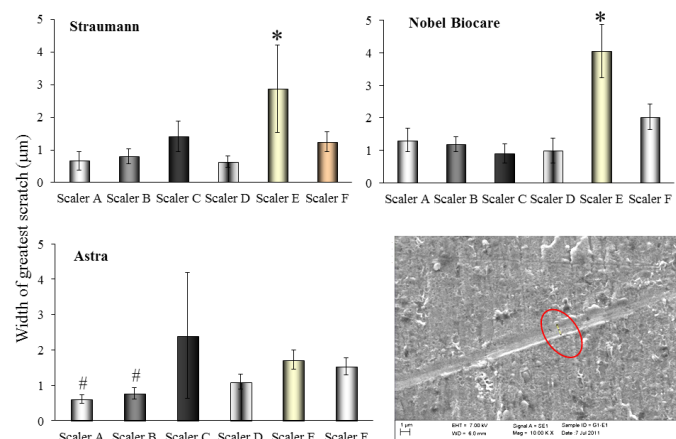 Straumann
5
4
3
2
1
0
*
Scaler A Scaler B Scaler C Scaler D Scaler E Scaler F
Nobel Biocare
5
4
3
2
1
0
*
Scaler A Scaler B Scaler C Scaler D Scaler E Scaler F
Width of greatest scratch (μm)
Astra
5
4
3
2
1
0
# #
Scaler A Scaler B Scaler C Scaler D Scaler E Scaler F
1 µm EHT = 7.00 kV Signal A = SE1 Sample ID = G1-E1
WD = 6.0 mm Mag = 10.00 K X Date :7 Jul 2011